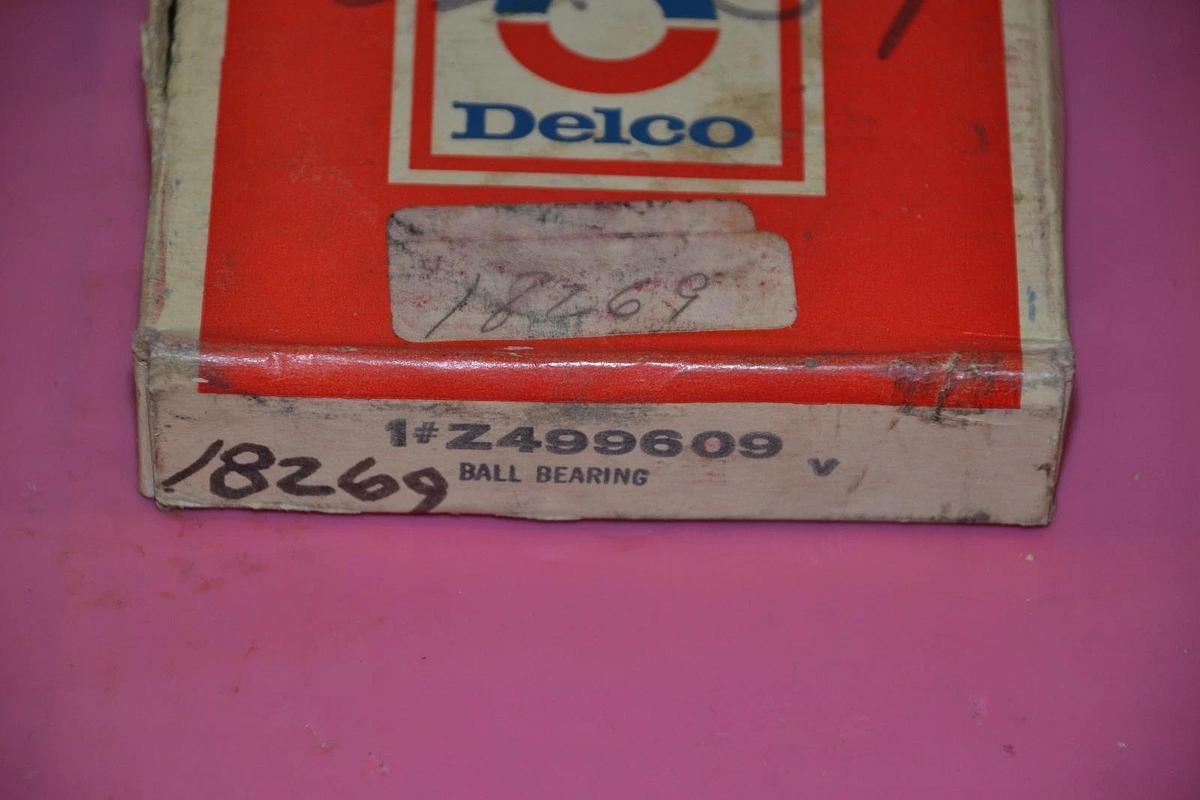 Delco
18269
1#Z499609
18269
BALL BEARING
v